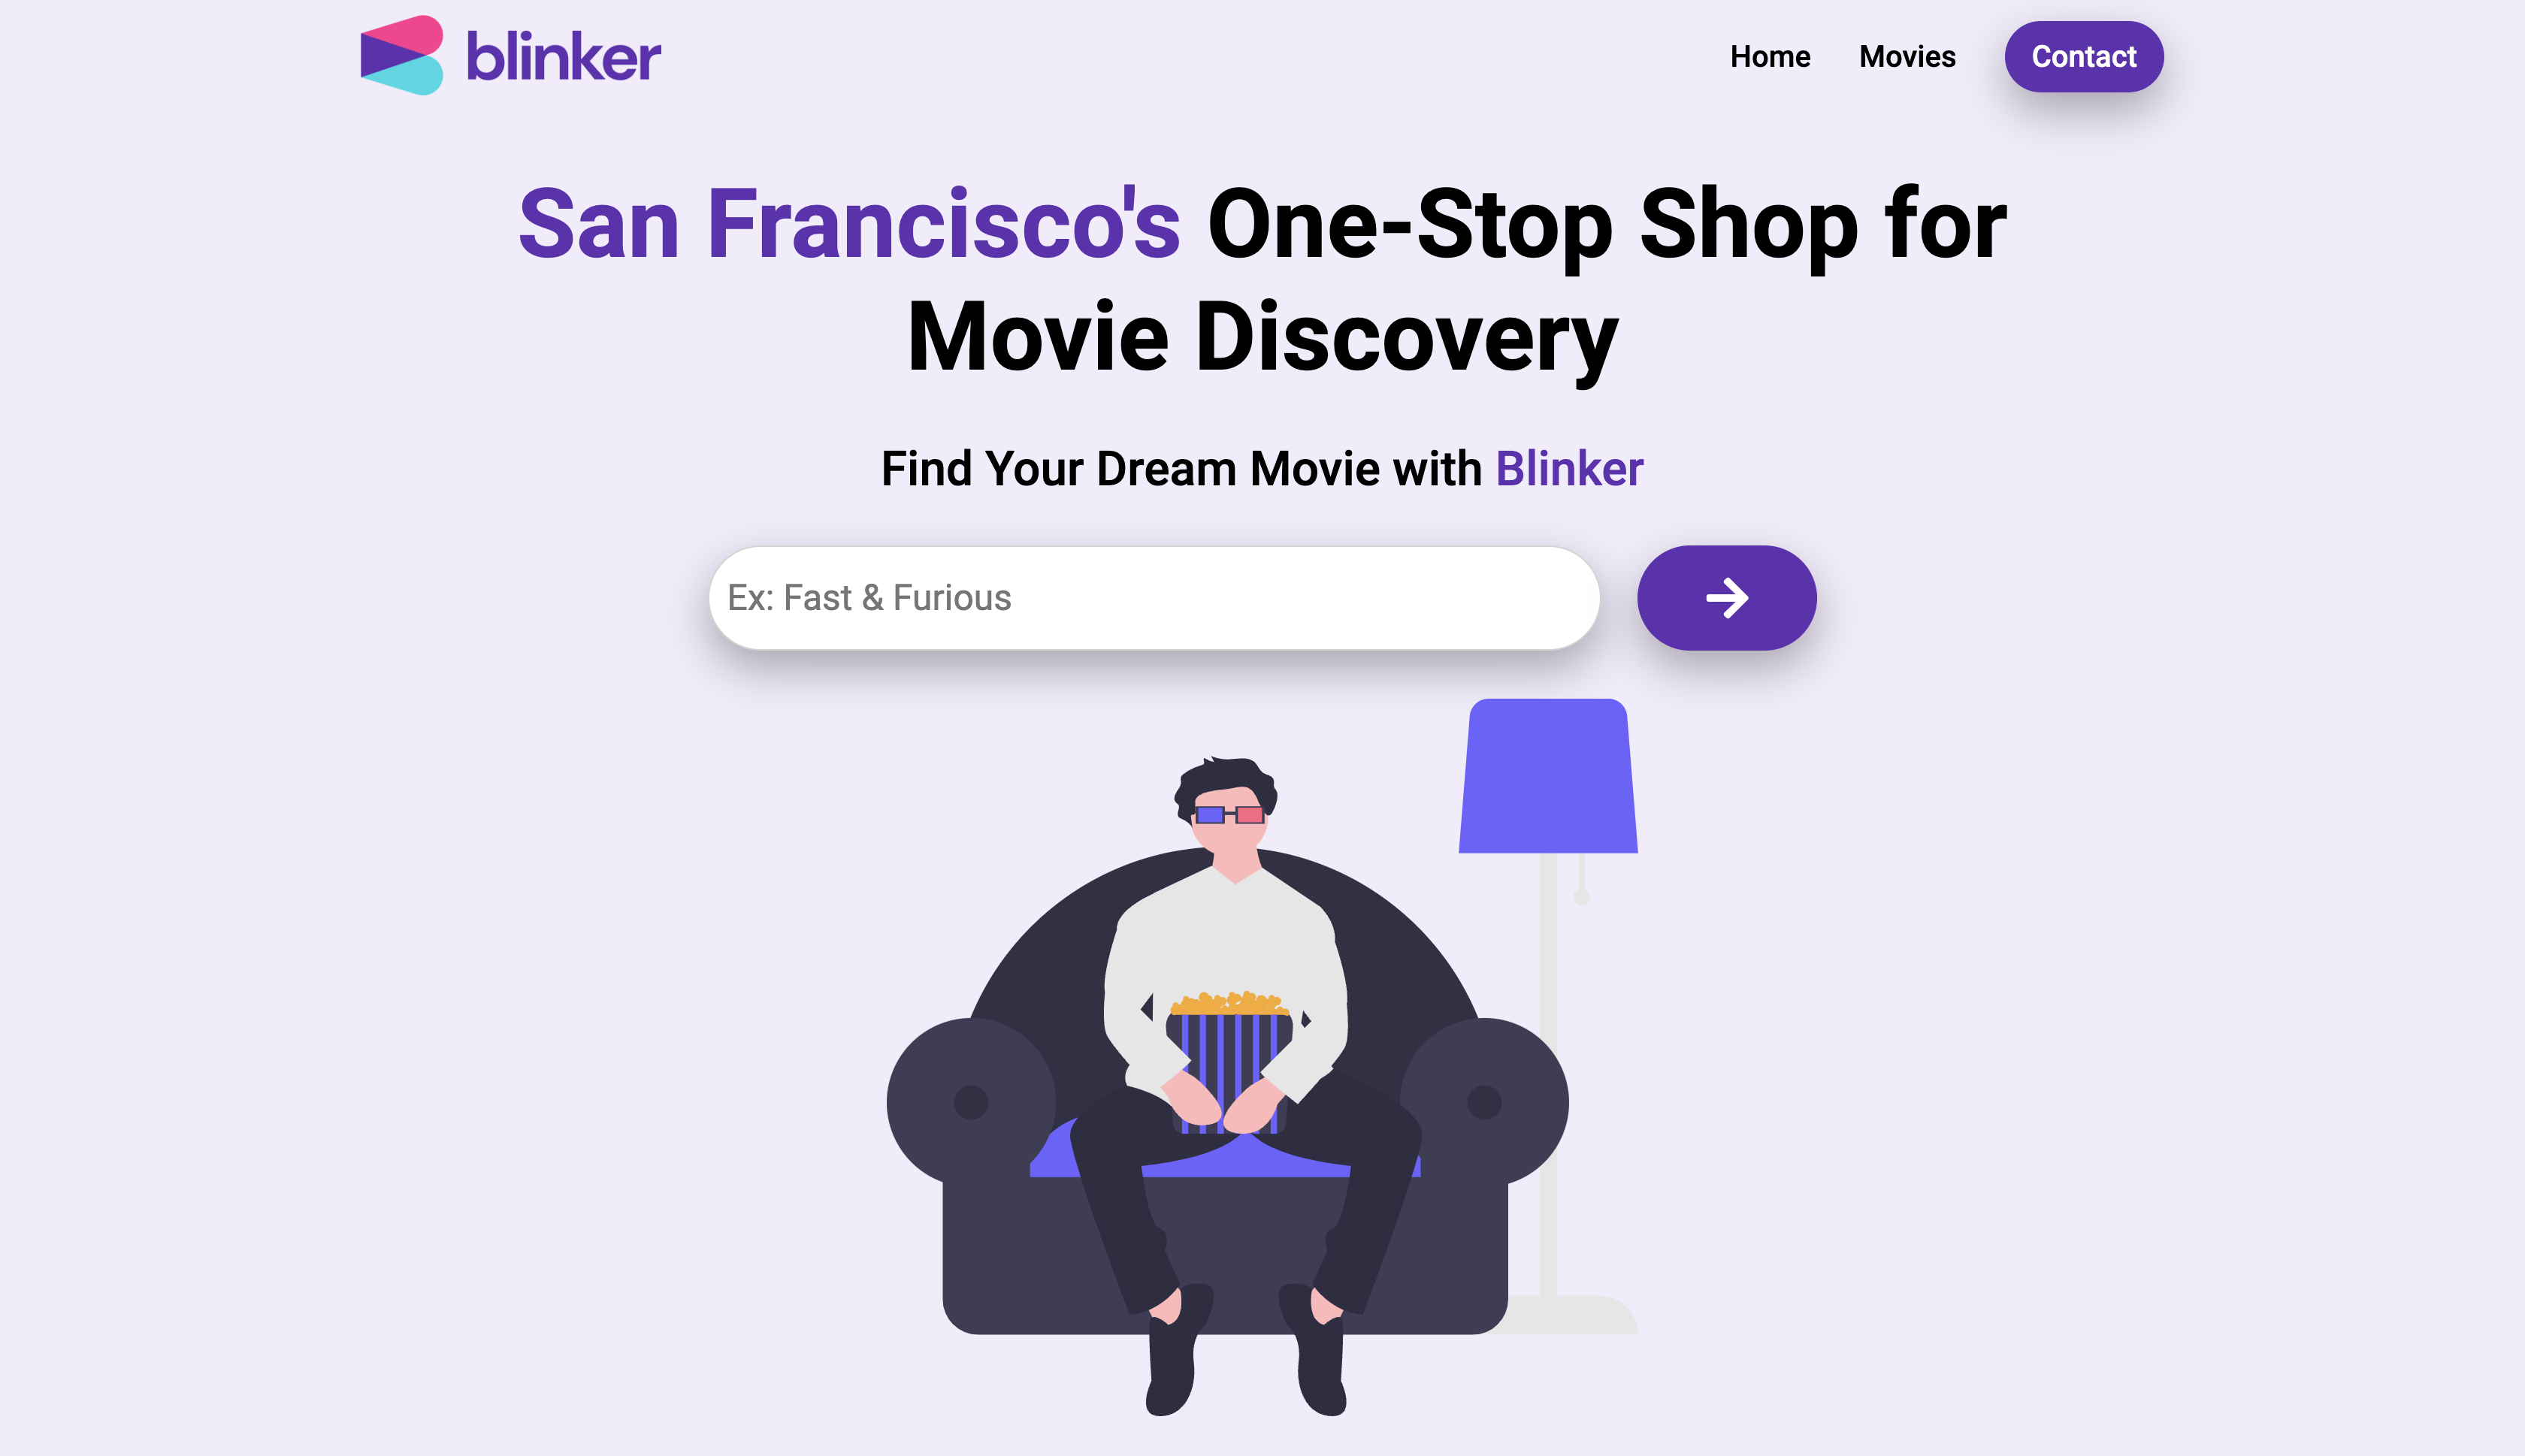 blinker
Home
Movies
Contact
San Francisco's One-Stop Shop for
Movie Discovery
Find Your Dream Movie with Blinker
Ex: Fast & Furious